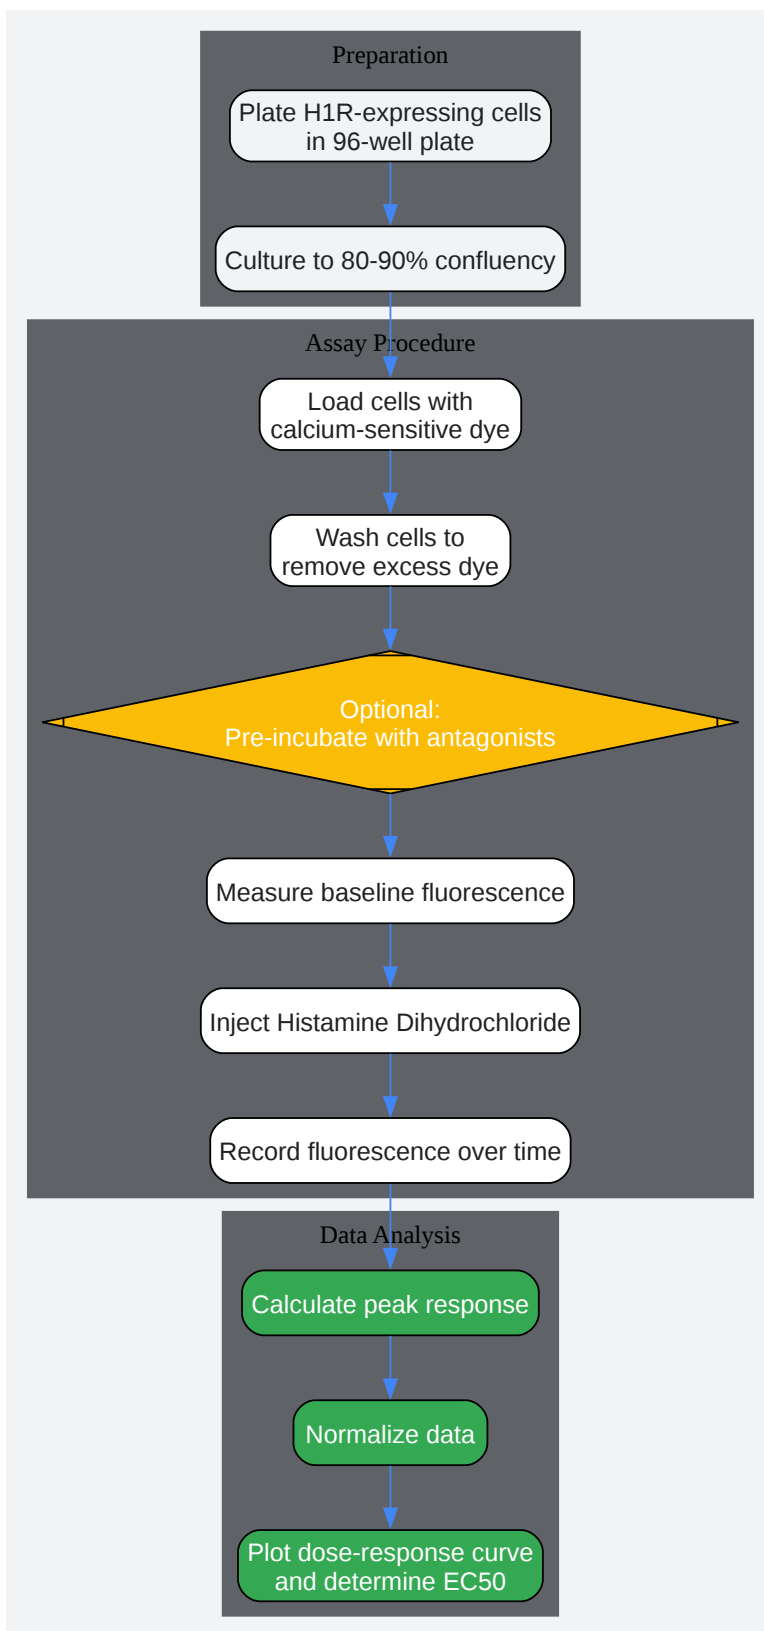 Preparation
Plate H1R-expressing cells
in 96-well plate
Culture to 80-90% confluency
Assay Procedure
Load cells with
calcium-sensitive dye
Wash cells to
remove excess dye
Optional:
Pre-incubate with antagonists
Measure baseline fluorescence
Inject Histamine Dihydrochloride
Record fluorescence over time
Data Analysis
Calculate peak response
Normalize data
Plot dose-response curve
and determine EC50